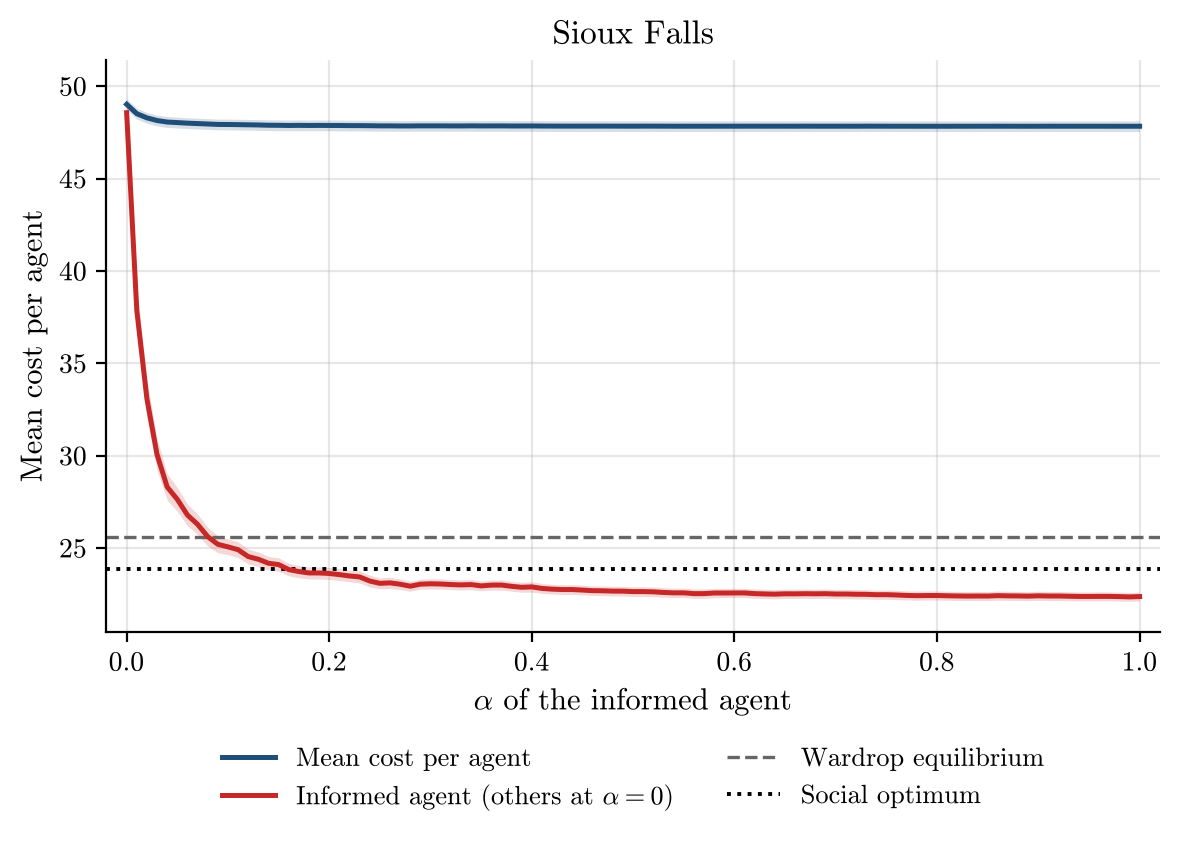 Sioux Falls
Mean cost per agent
50
45
40
35
30
25
0.0 0.2 0.4 0.6 0.8 1.0
α of the informed agent
Mean cost per agent
Informed agent (others at α = 0)
Wardrop equilibrium
Social optimum